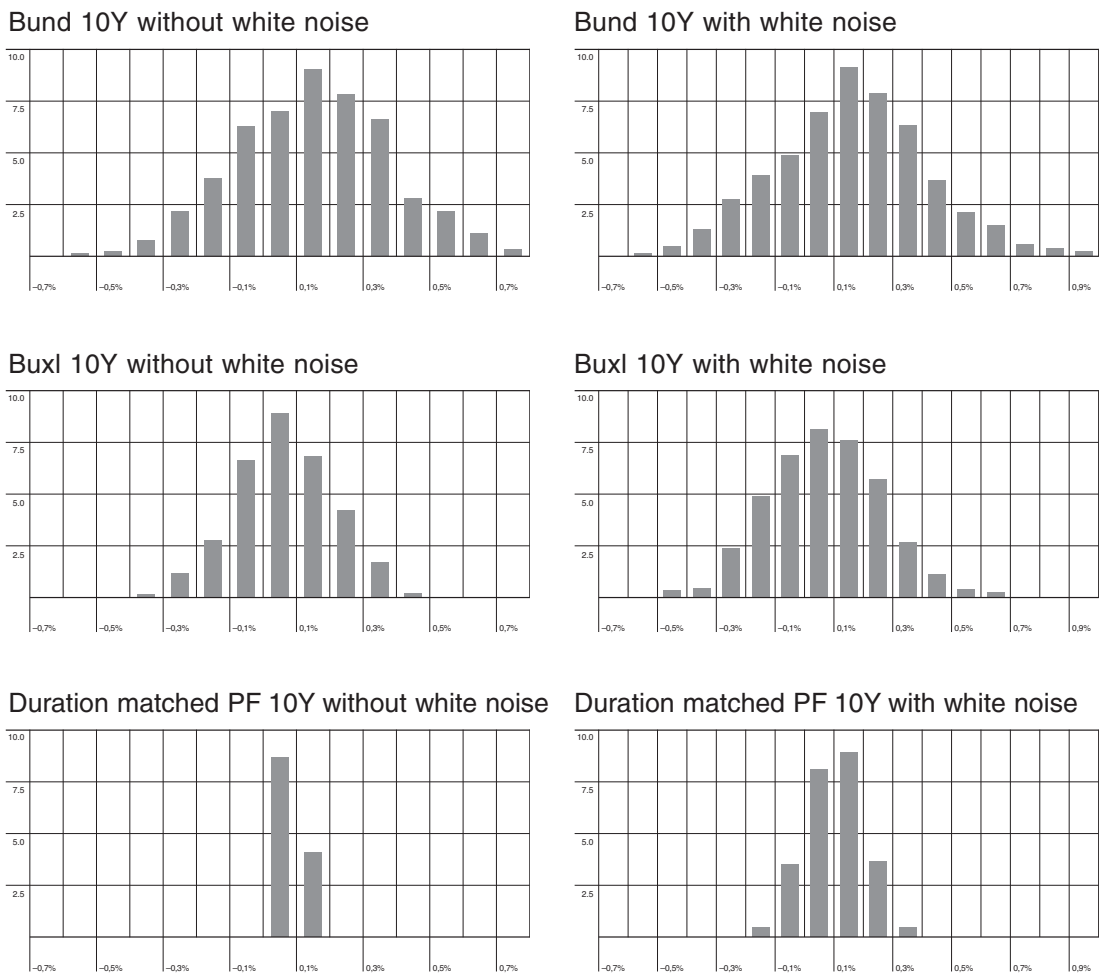 Bund 10Y without white noise
10.0
7.5
5.0
2.5
–0,7% –0,5% –0,3% –0,1% 0,1% 0,3% 0,5% 0,7%
Bund 10Y with white noise
10.0
7.5
5.0
2.5
–0,7% –0,5% –0,3% –0,1% 0,1% 0,3% 0,5% 0,7% 0,9%
Buxl 10Y without white noise
10.0
7.5
5.0
2.5
–0,7% –0,5% –0,3% –0,1% 0,1% 0,3% 0,5% 0,7%
Buxl 10Y with white noise
10.0
7.5
5.0
2.5
–0,7% –0,5% –0,3% –0,1% 0,1% 0,3% 0,5% 0,7% 0,9%
Duration matched PF 10Y without white noise
10.0
7.5
5.0
2.5
–0,7% –0,5% –0,3% –0,1% 0,1% 0,3% 0,5% 0,7%
Duration matched PF 10Y with white noise
10.0
7.5
5.0
2.5
–0,7% –0,5% –0,3% –0,1% 0,1% 0,3% 0,5% 0,7% 0,9%